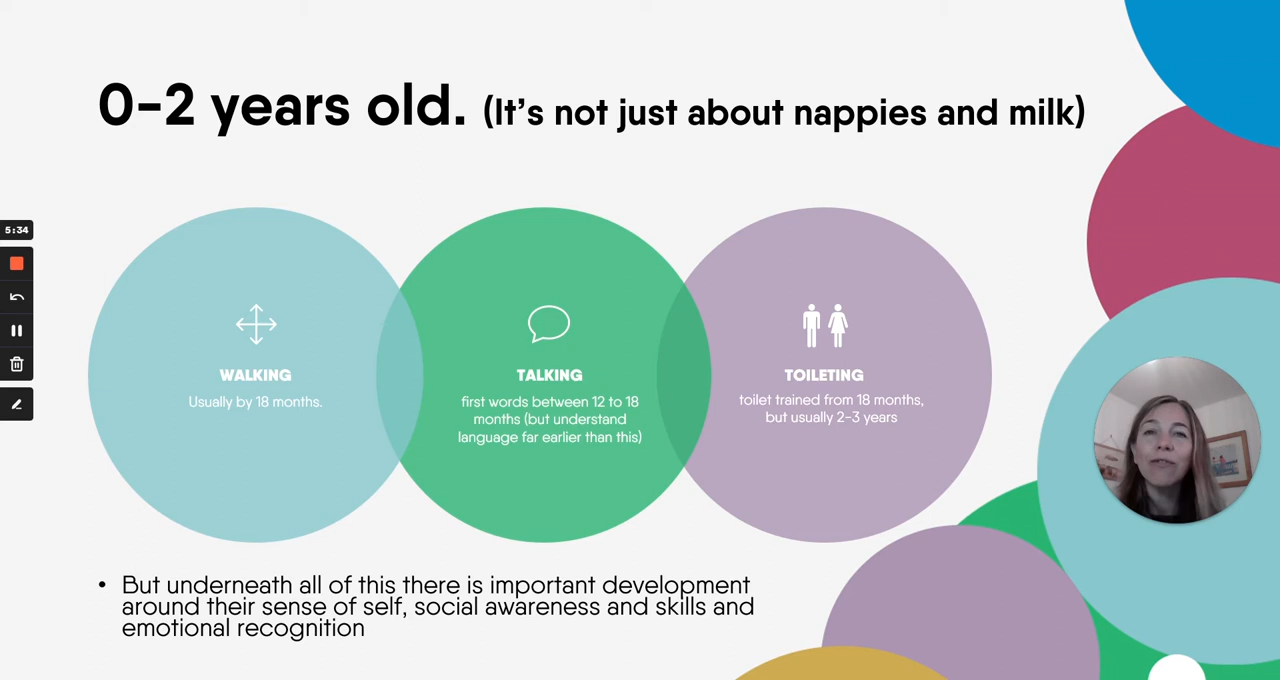 0-2 years old. (It's not just about nappies and milk)
5:34
WALKING
Usually by 18 months.
TALKING
first words between 12 to 18
months (but understand
language far earlier than this)
TOILETING
toilet trained from 18 months,
but usually 2-3 years
• But underneath all of this there is important development
around their sense of self, social awareness and skills and
emotional recognition